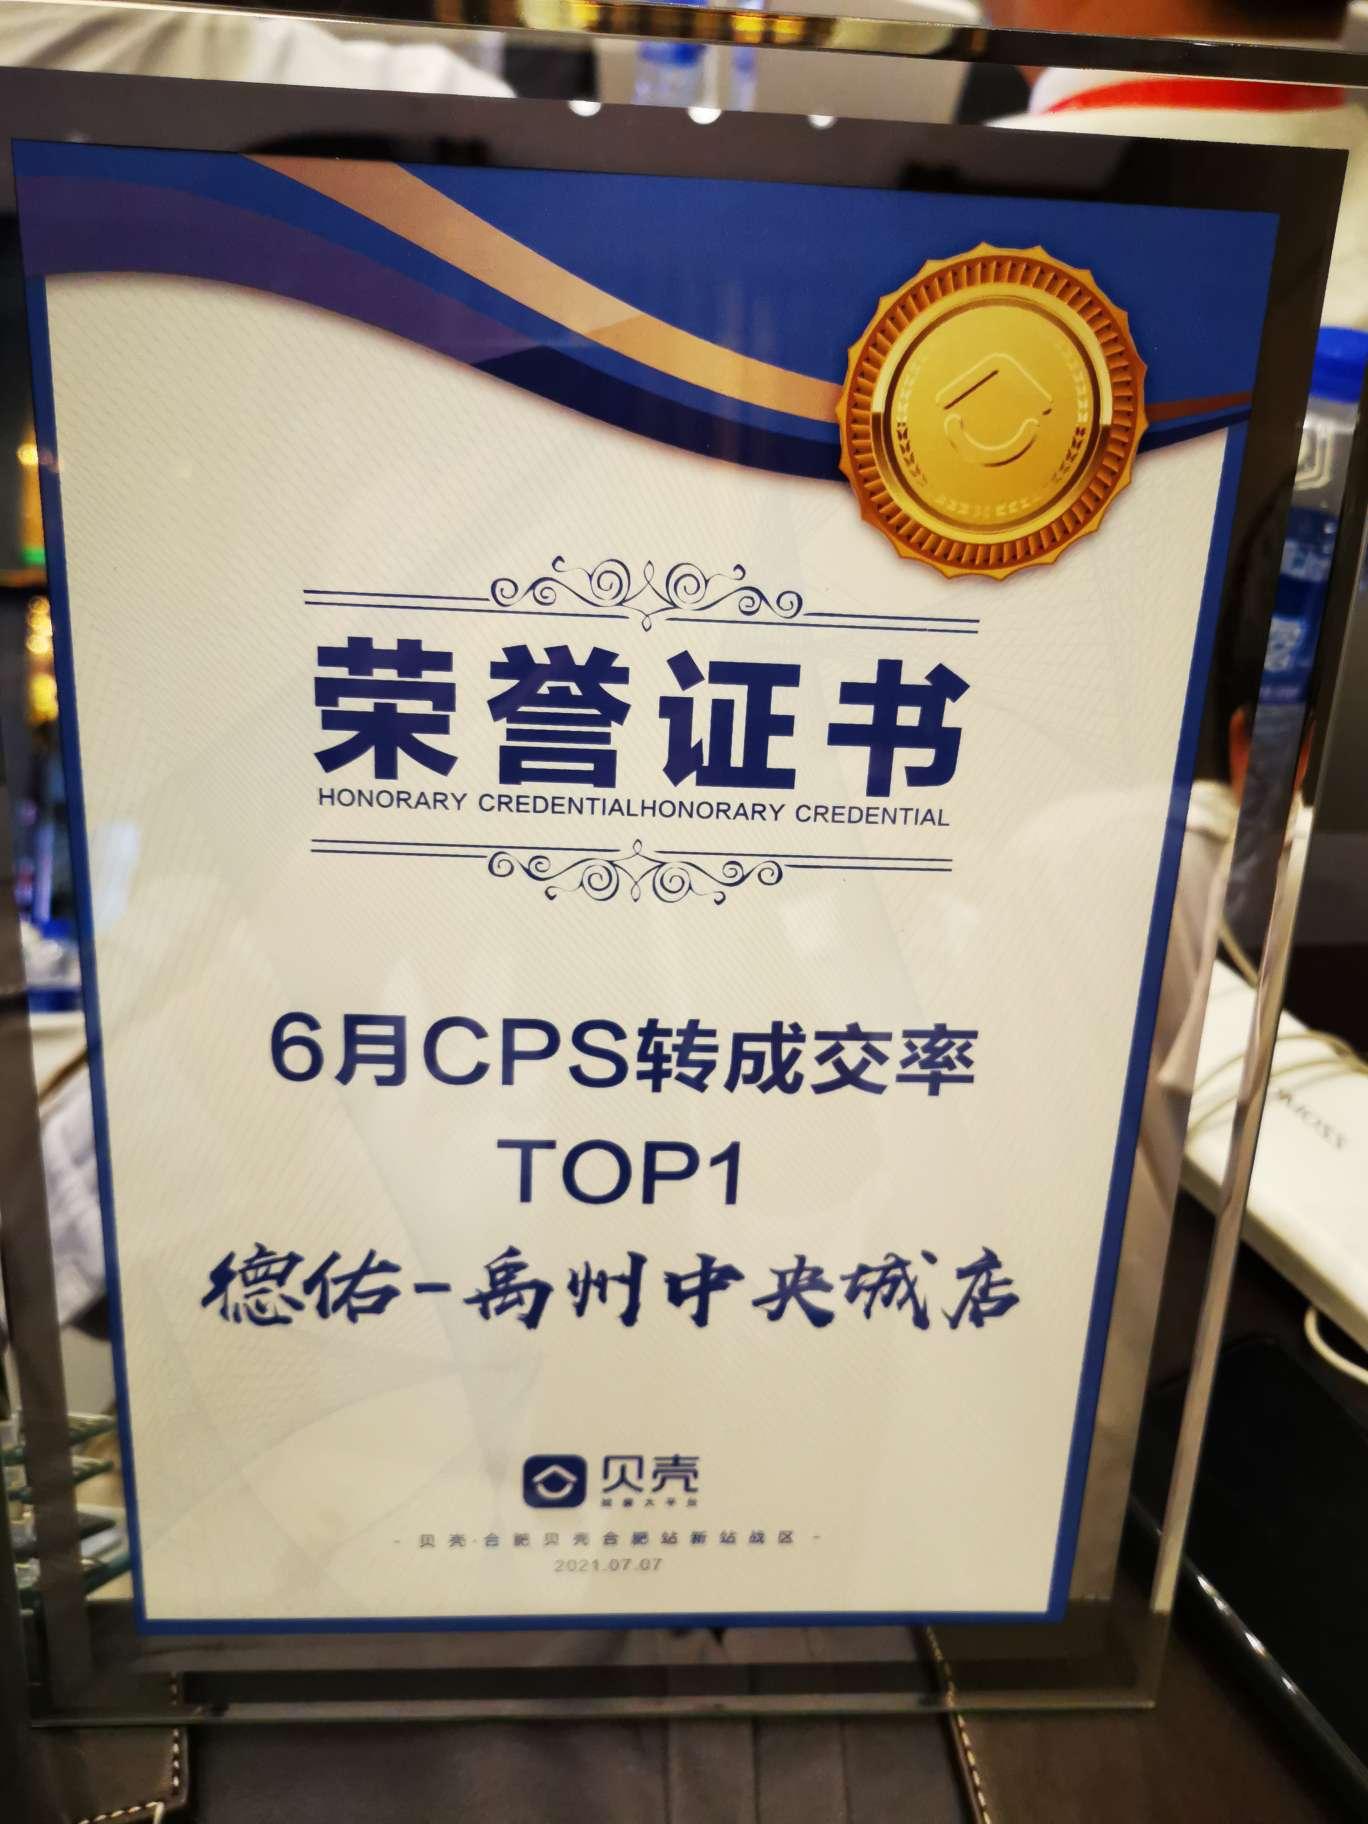 荣誉证书
HONORARY CREDENTIALHONORARY CREDENTIAL
6月CPS转成交率
TOP1
德佑-禹州中央城店
贝壳
- 贝壳·合肥贝壳合肥站新站战区 -
2021.07.07